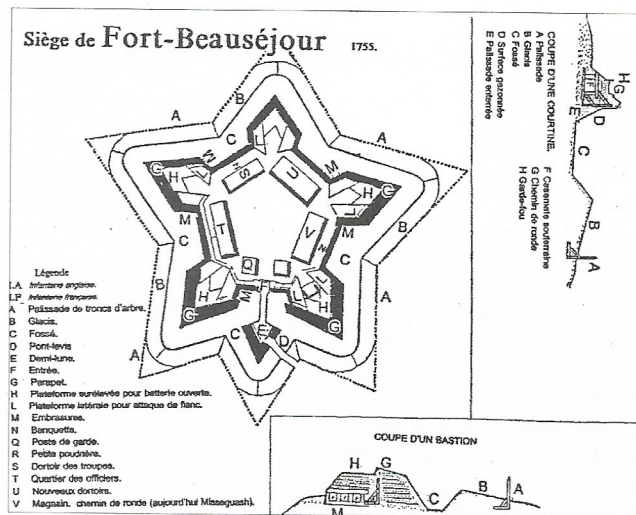 Siège de Fort-Beauséjour 1755.
COUPE D'UNE COURTINE.
A Palissade
B Glacis
C Fossé
D Surface gazonnée
E Palissade enterrée
F Casemate souterraine
G Chemin de ronde
H Garde-fou
H
G
F
D
E
C
B
A
A
B
C
L
A
G
H
L
M
S
U
M
H
G
L
M
C
T
V
M
N
C
B
B
Q
F
H
L
M
L
H
G
G
C
E
D
A
A
Légende
I.A Infanterie anglaise.
I.F Infanterie française.
A Palissade de troncs d'arbre.
B Glacis.
C Fossé.
D Pont-levis
E Demi-lune.
F Entrée.
G Parapet.
H Plateforme surélevée pour batterie ouverte.
L Plateforme latérale pour attaque de flanc.
M Embrasures.
N Banquette.
Q Poste de garde.
R Petite poudrière.
S Dortoir des troupes.
T Quartier des officiers.
U Nouveaux dortoirs.
V Magasin. chemin de ronde (aujourd'hui Misseguash).
COUPE D'UN BASTION
H
G
M
C
B
A